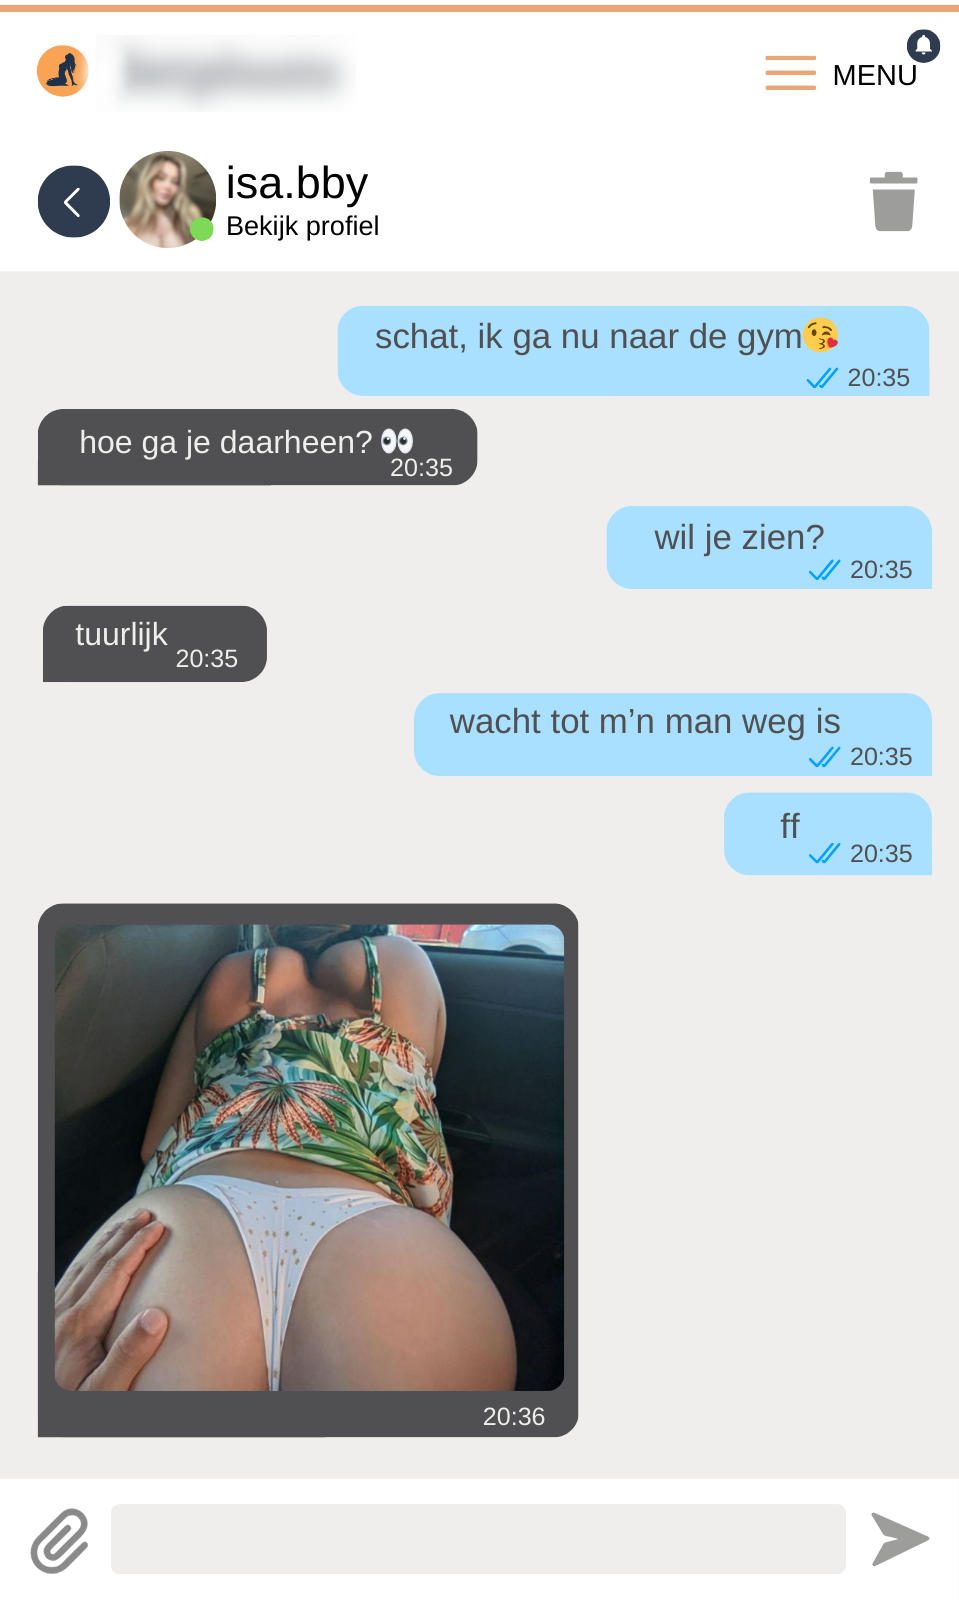 MENU
isa.bby
Bekijk profiel
schat, ik ga nu naar de gym😘
20:35
hoe ga je daarheen? 👀
20:35
wil je zien?
20:35
tuurlijk
20:35
wacht tot m’n man weg is
20:35
ff
20:35
20:36